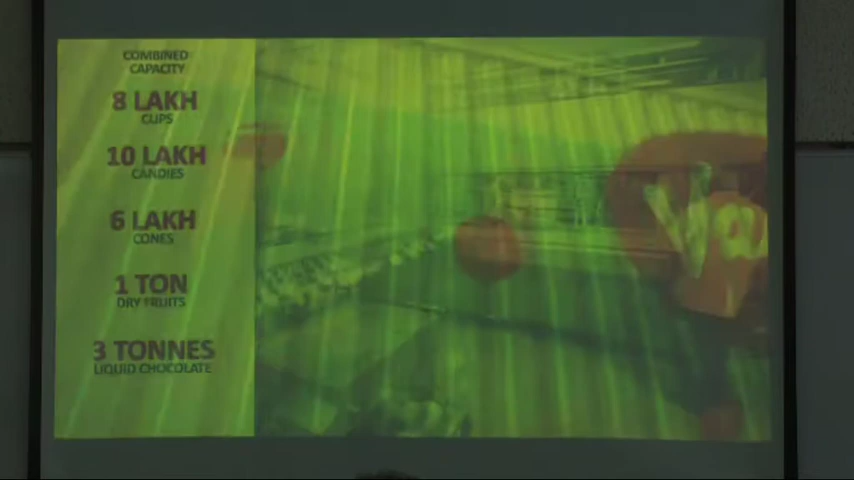 COMBINED
CAPACITY
8 LAKH
CUPS
10 LAKH
CANDIES
6 LAKH
CONES
1 TON
DRY FRUITS
3 TONNES
LIQUID CHOCOLATE
Va